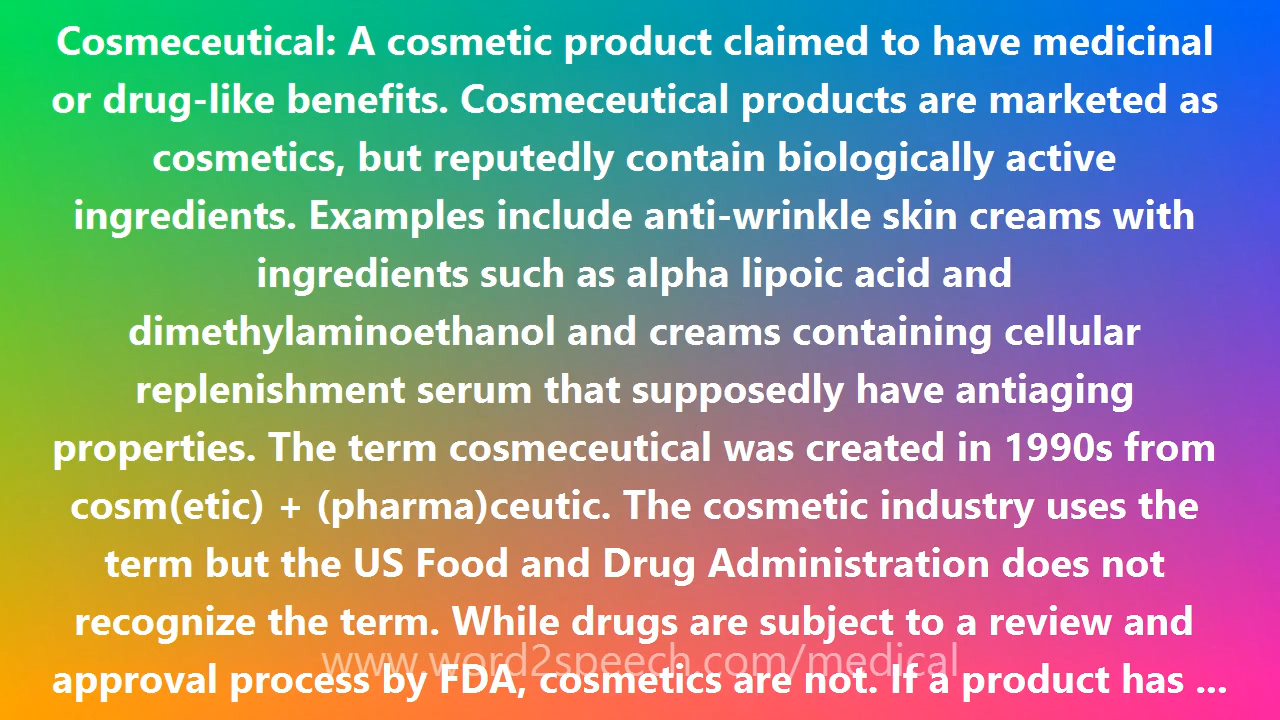 Cosmeceutical: A cosmetic product claimed to have medicinal
or drug-like benefits. Cosmeceutical products are marketed as
cosmetics, but reputedly contain biologically active
ingredients. Examples include anti-wrinkle skin creams with
ingredients such as alpha lipoic acid and
dimethylaminoethanol and creams containing cellular
replenishment serum that supposedly have antiaging
properties. The term cosmeceutical was created in 1990s from
cosm(etic) + (pharma)ceutic. The cosmetic industry uses the
term but the US Food and Drug Administration does not
recognize the term. While drugs are subject to a review and
www.word2speech.com/medical
approval process by FDA, cosmetics are not. If a product has ...